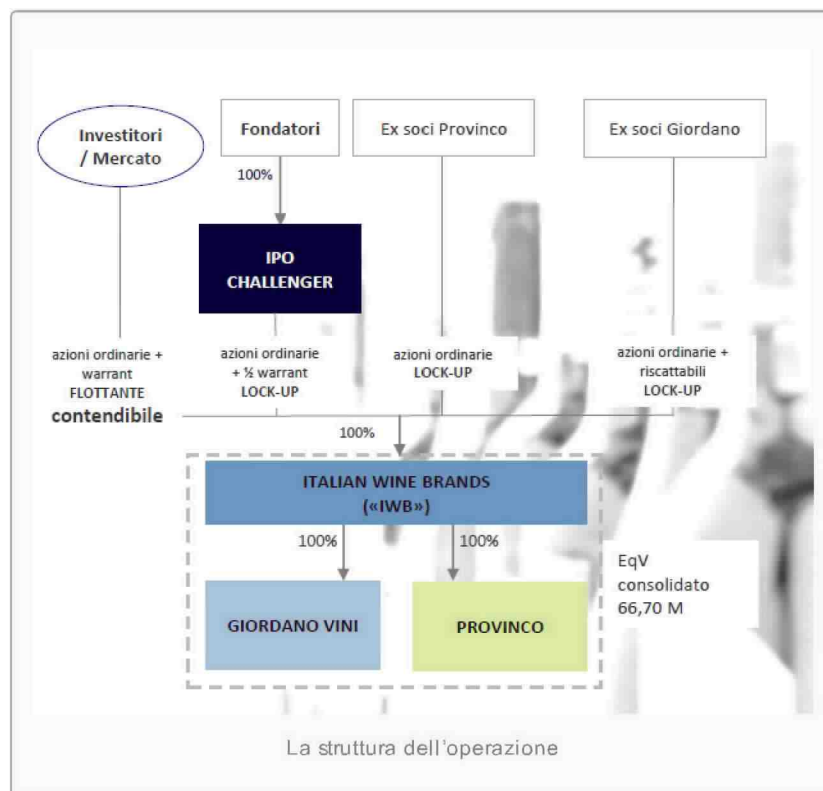 Investitori
/ Mercato
Fondatori
Ex soci Provinco
Ex soci Giordano
100%
IPO
CHALLENGER
azioni ordinarie +
warrant
FLOTTANTE
contendibile
azioni ordinarie
+ ½ warrant
LOCK-UP
azioni ordinarie
LOCK-UP
azioni ordinarie +
riscattabili
LOCK-UP
100%
ITALIAN WINE BRANDS
(«IWB»)
100%
100%
GIORDANO VINI
PROVINCO
EqV
consolidato
66,70 M
La struttura dell'operazione